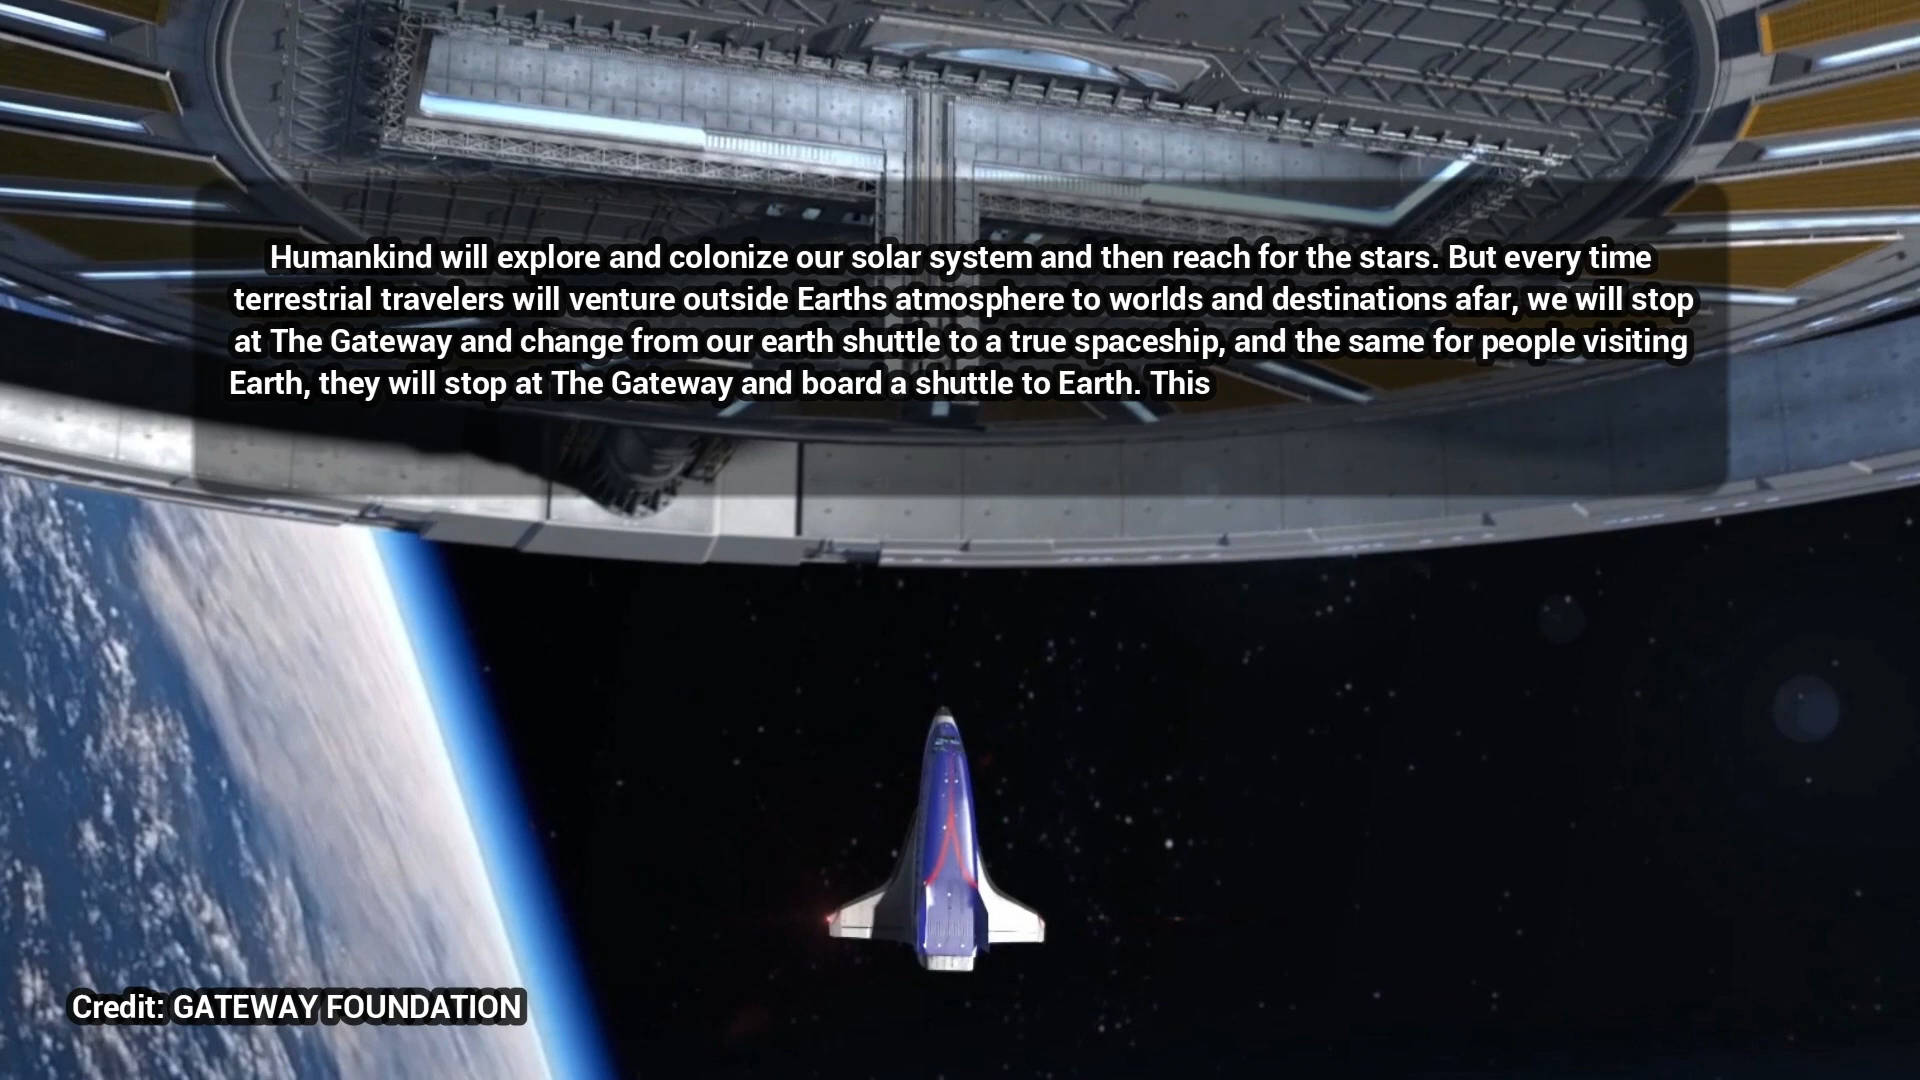 Humankind will explore and colonize our solar system and then reach for the stars. But every time
terrestrial travelers will venture outside Earths atmosphere to worlds and destinations afar, we will stop
at The Gateway and change from our earth shuttle to a true spaceship, and the same for people visiting
Earth, they will stop at The Gateway and board a shuttle to Earth. This
Credit: GATEWAY FOUNDATION